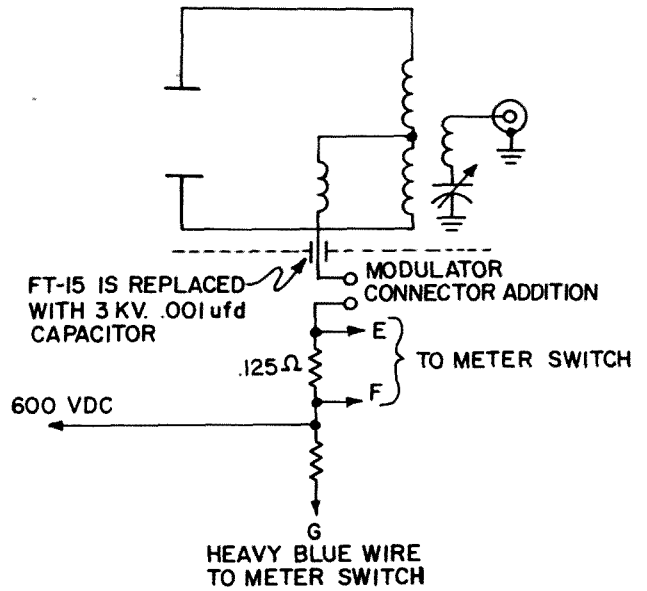 FT-15 IS REPLACED
WITH 3 KV. .001 ufd
CAPACITOR
MODULATOR
CONNECTOR ADDITION
E
TO METER SWITCH
.125Ω
F
600 VDC
G
HEAVY BLUE WIRE
TO METER SWITCH